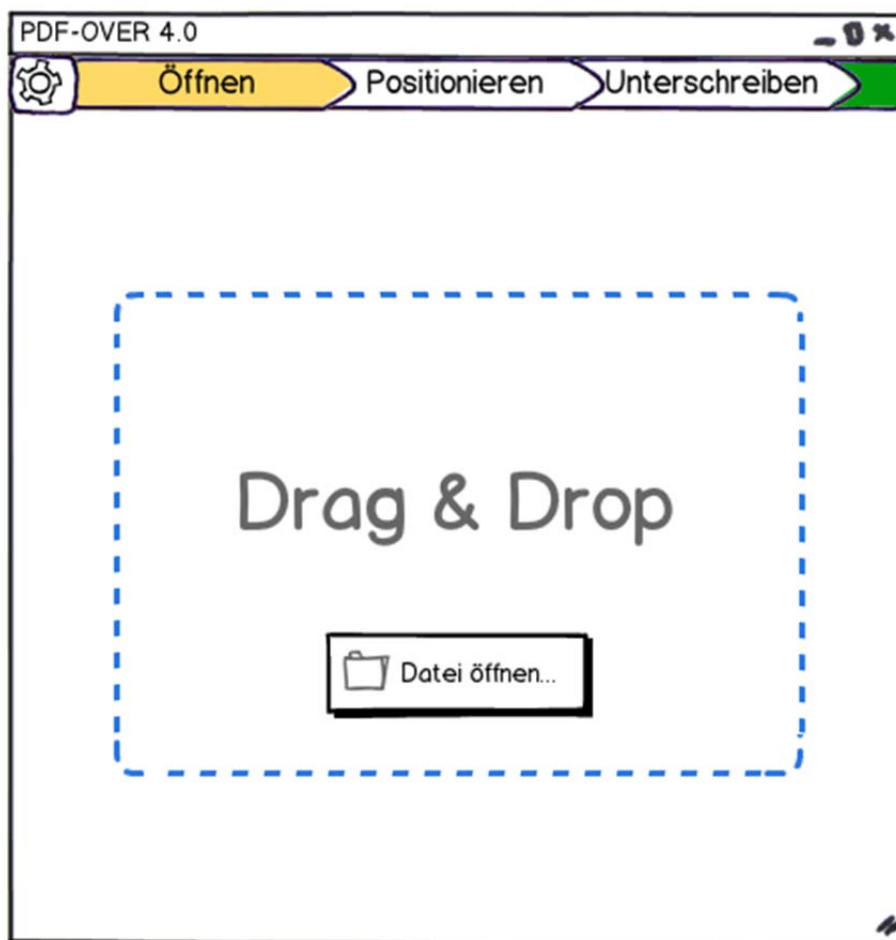 PDF-OVER 4.0
Öffnen Positionieren Unterschreiben
Drag & Drop
Datei öffnen...